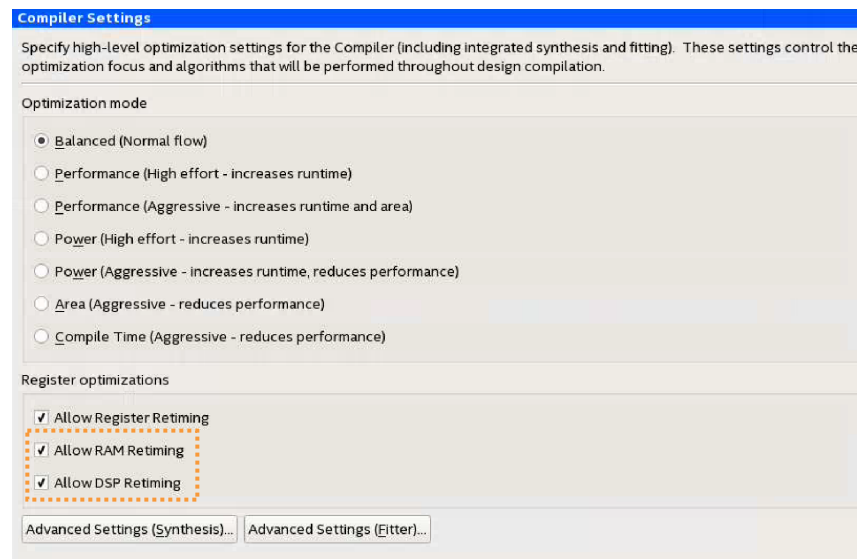 Compiler Settings
Specify high-level optimization settings for the Compiler (including integrated synthesis and fitting). These settings control the
optimization focus and algorithms that will be performed throughout design compilation.
Optimization mode
Balanced (Normal flow)
Performance (High effort - increases runtime)
Performance (Aggressive - increases runtime and area)
Power (High effort - increases runtime)
Power (Aggressive - increases runtime, reduces performance)
Area (Aggressive - reduces performance)
Compile Time (Aggressive - reduces performance)
Register optimizations
Allow Register Retiming
Allow RAM Retiming
Allow DSP Retiming
Advanced Settings (Synthesis)... Advanced Settings (Fitter)...